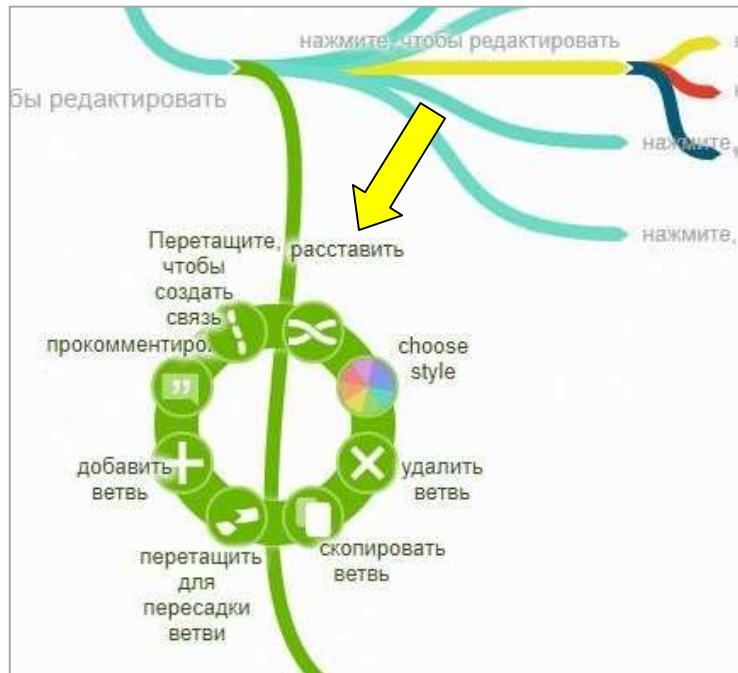 нажмите, чтобы редактировать
бы редактировать
нажмите,
нажмите,
Перетащите,
чтобы
создать
связь
расставить
прокомментиро
choose
style
добавить
ветвь
удалить
ветвь
скопировать
ветвь
перетащить
для
пересадки
ветви